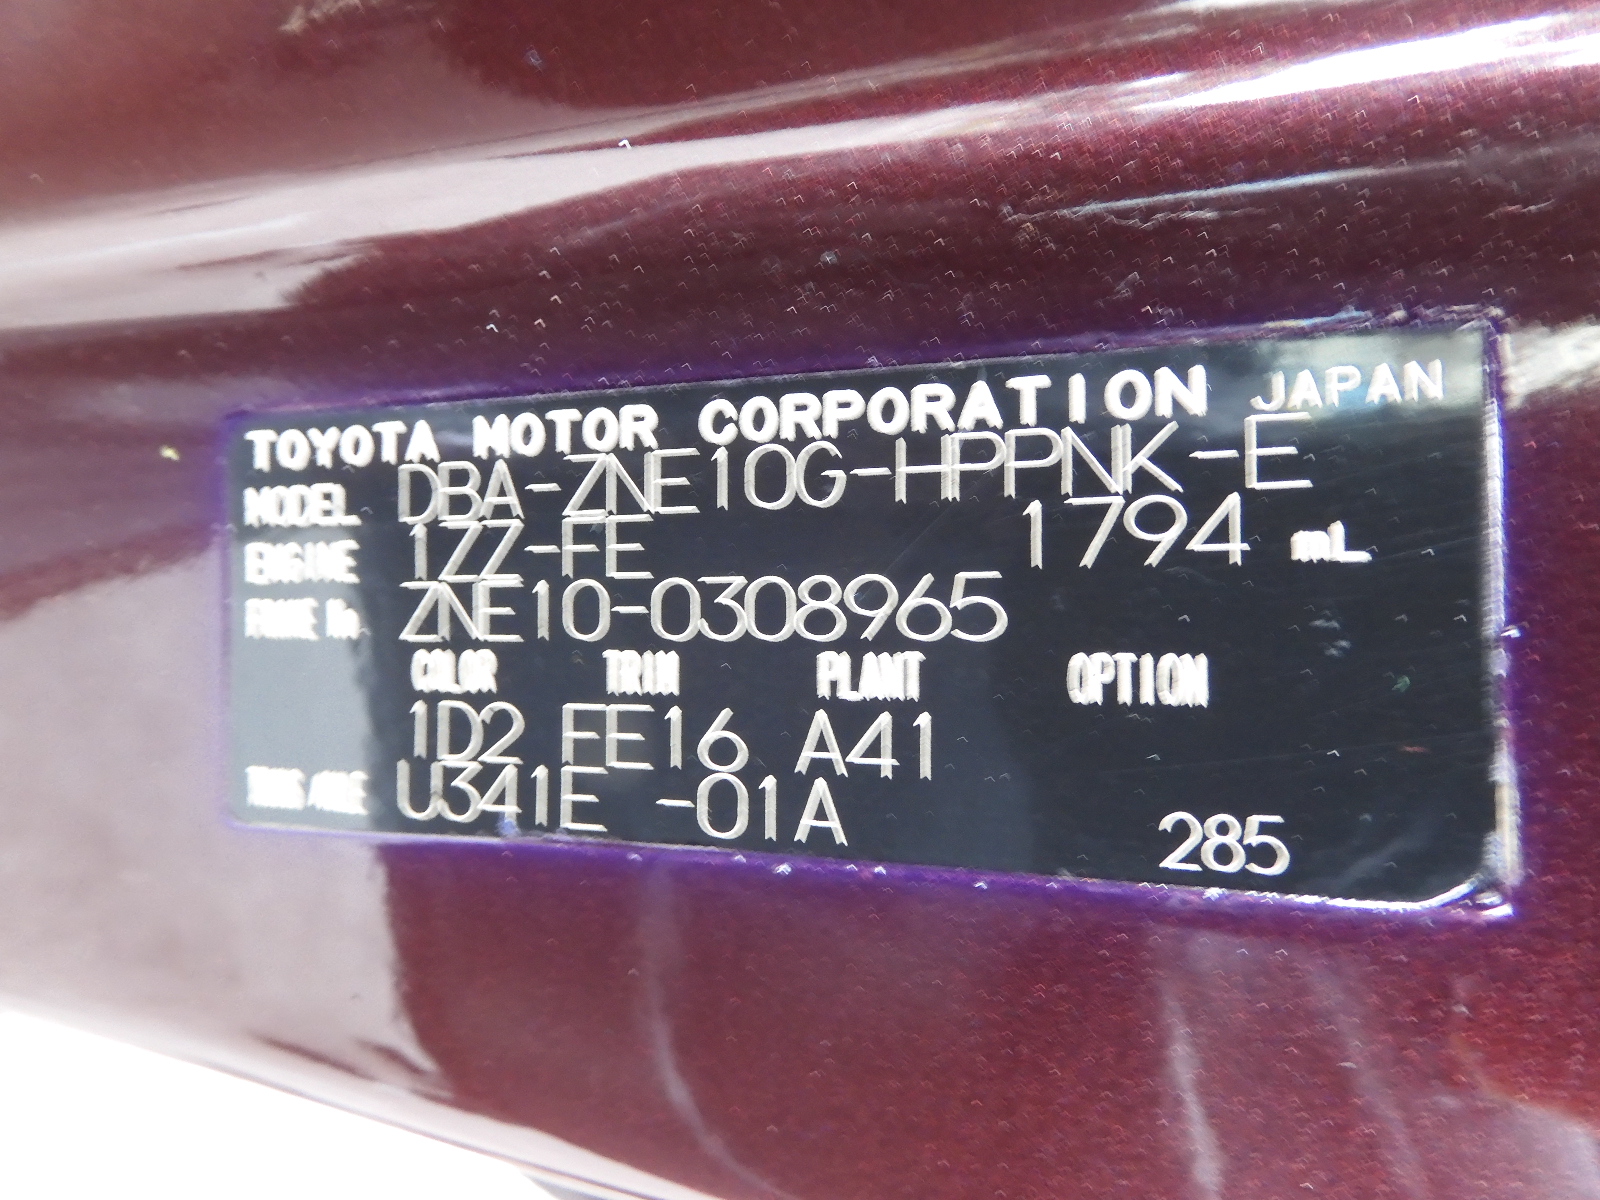 TOYOTA MOTOR CORPORATION JAPAN
MODEL DBA-ZNE10G-HPPNK-E
ENGINE 1ZZ-FE 1794 mL
FRAME No. ZNE10-0308965
COLOR TRIM PLANT OPTION
1D2 FE16 A41
TRANS/AXLE U341E -01A
285